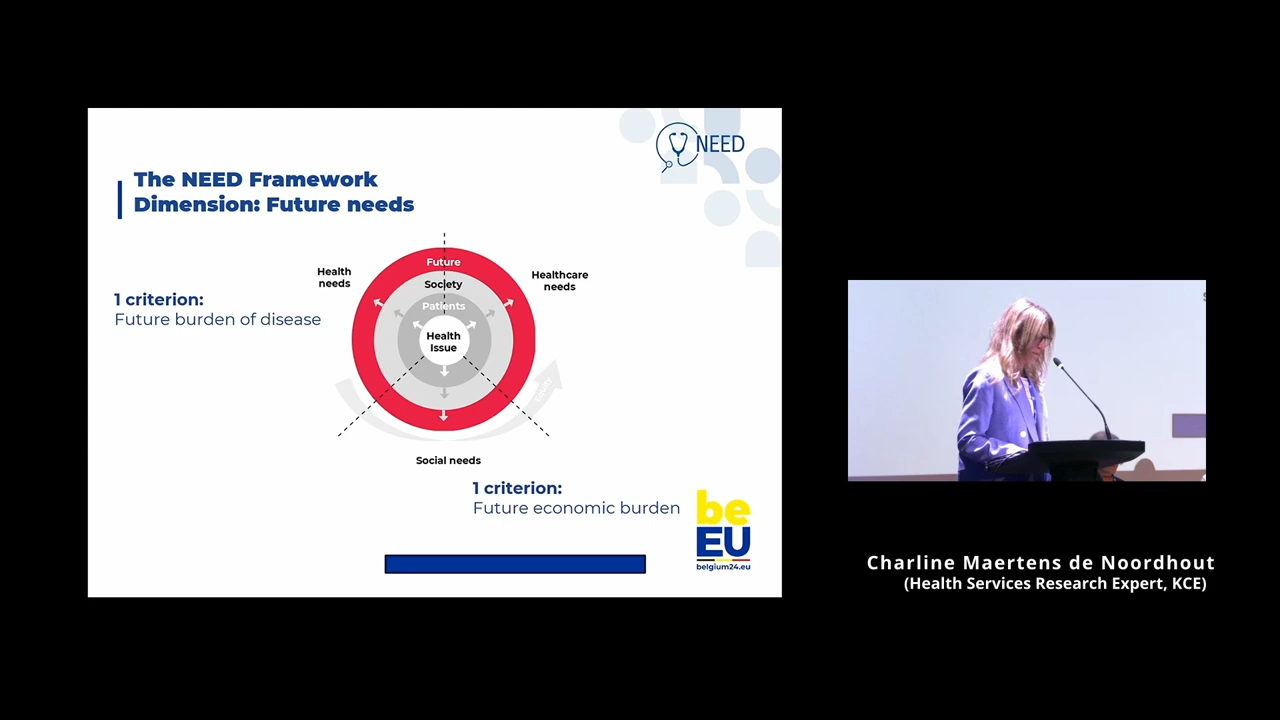 NEED
The NEED Framework
Dimension: Future needs
Future
Health
needs
Society
Healthcare
needs
1 criterion:
Future burden of disease
Patients
Health
Issue
Equity
Social needs
1 criterion:
Future economic burden
be
EU
belgium24.eu
Charline Maertens de Noordhout
(Health Services Research Expert, KCE)